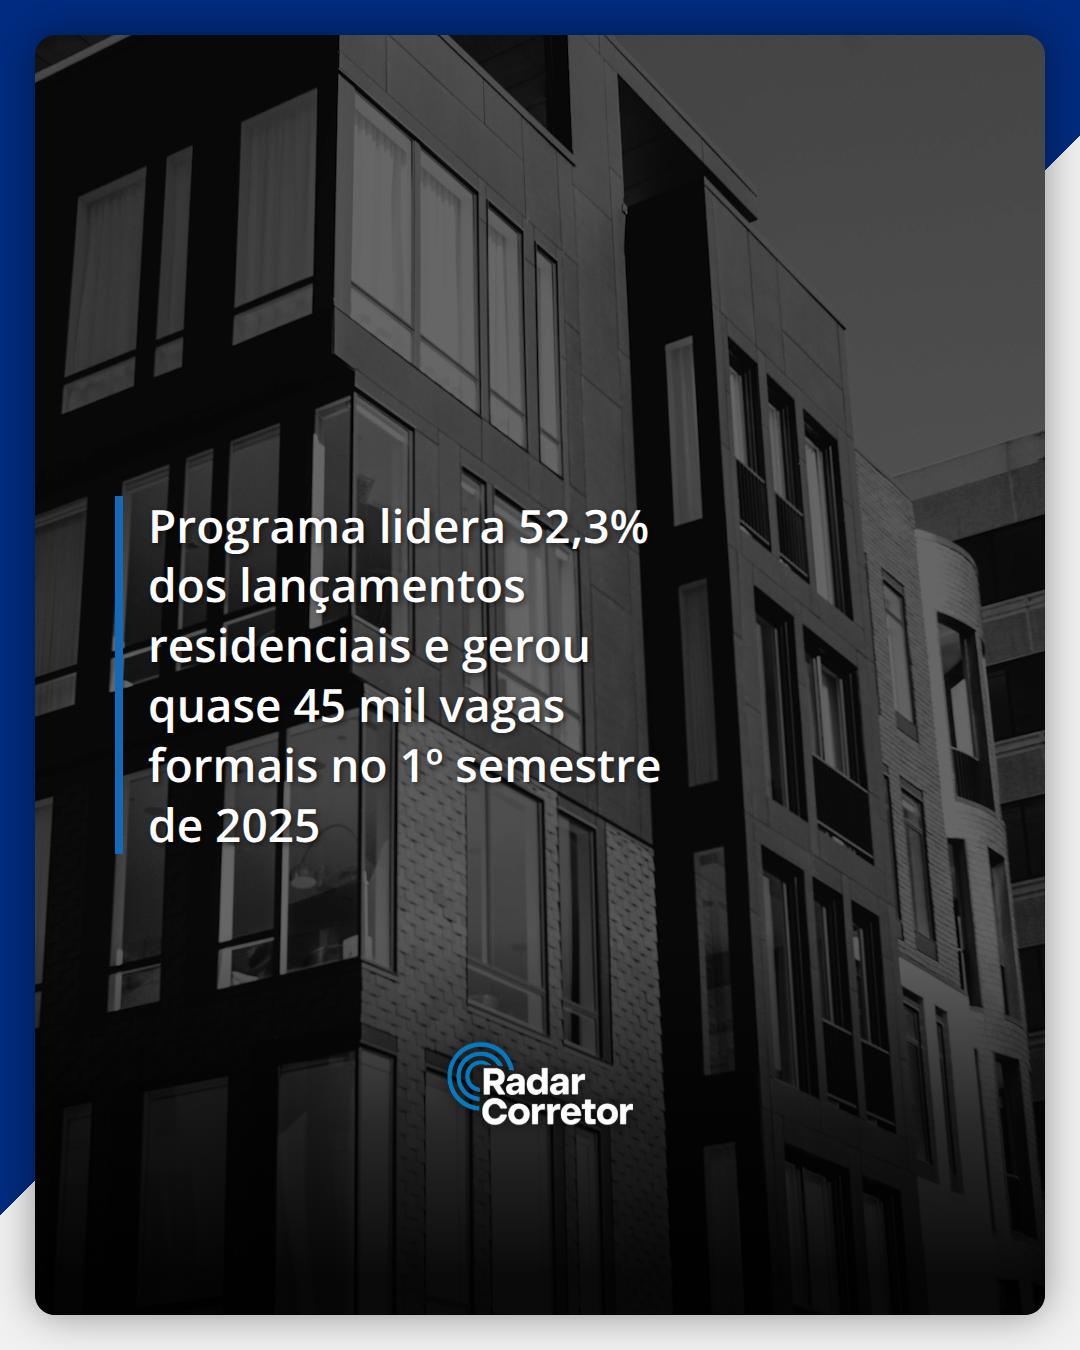 Programa lidera 52,3%
dos lançamentos
residenciais e gerou
quase 45 mil vagas
formais no 1º semestre
de 2025
Radar
Corretor